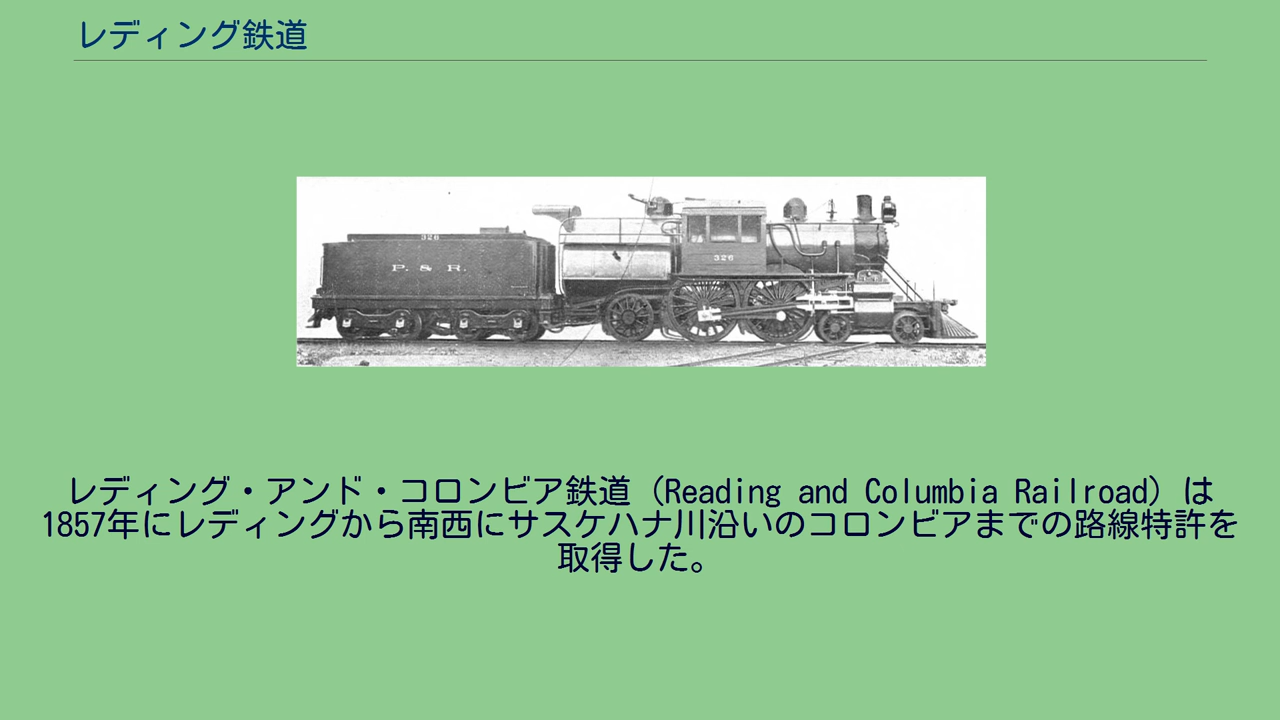 レディング鉄道
326
P. & R.
326
レディング・アンド・コロンビア鉄道（Reading and Columbia Railroad）は
1857年にレディングから南西にサスケハナ川沿いのコロンビアまでの路線特許を
取得した。